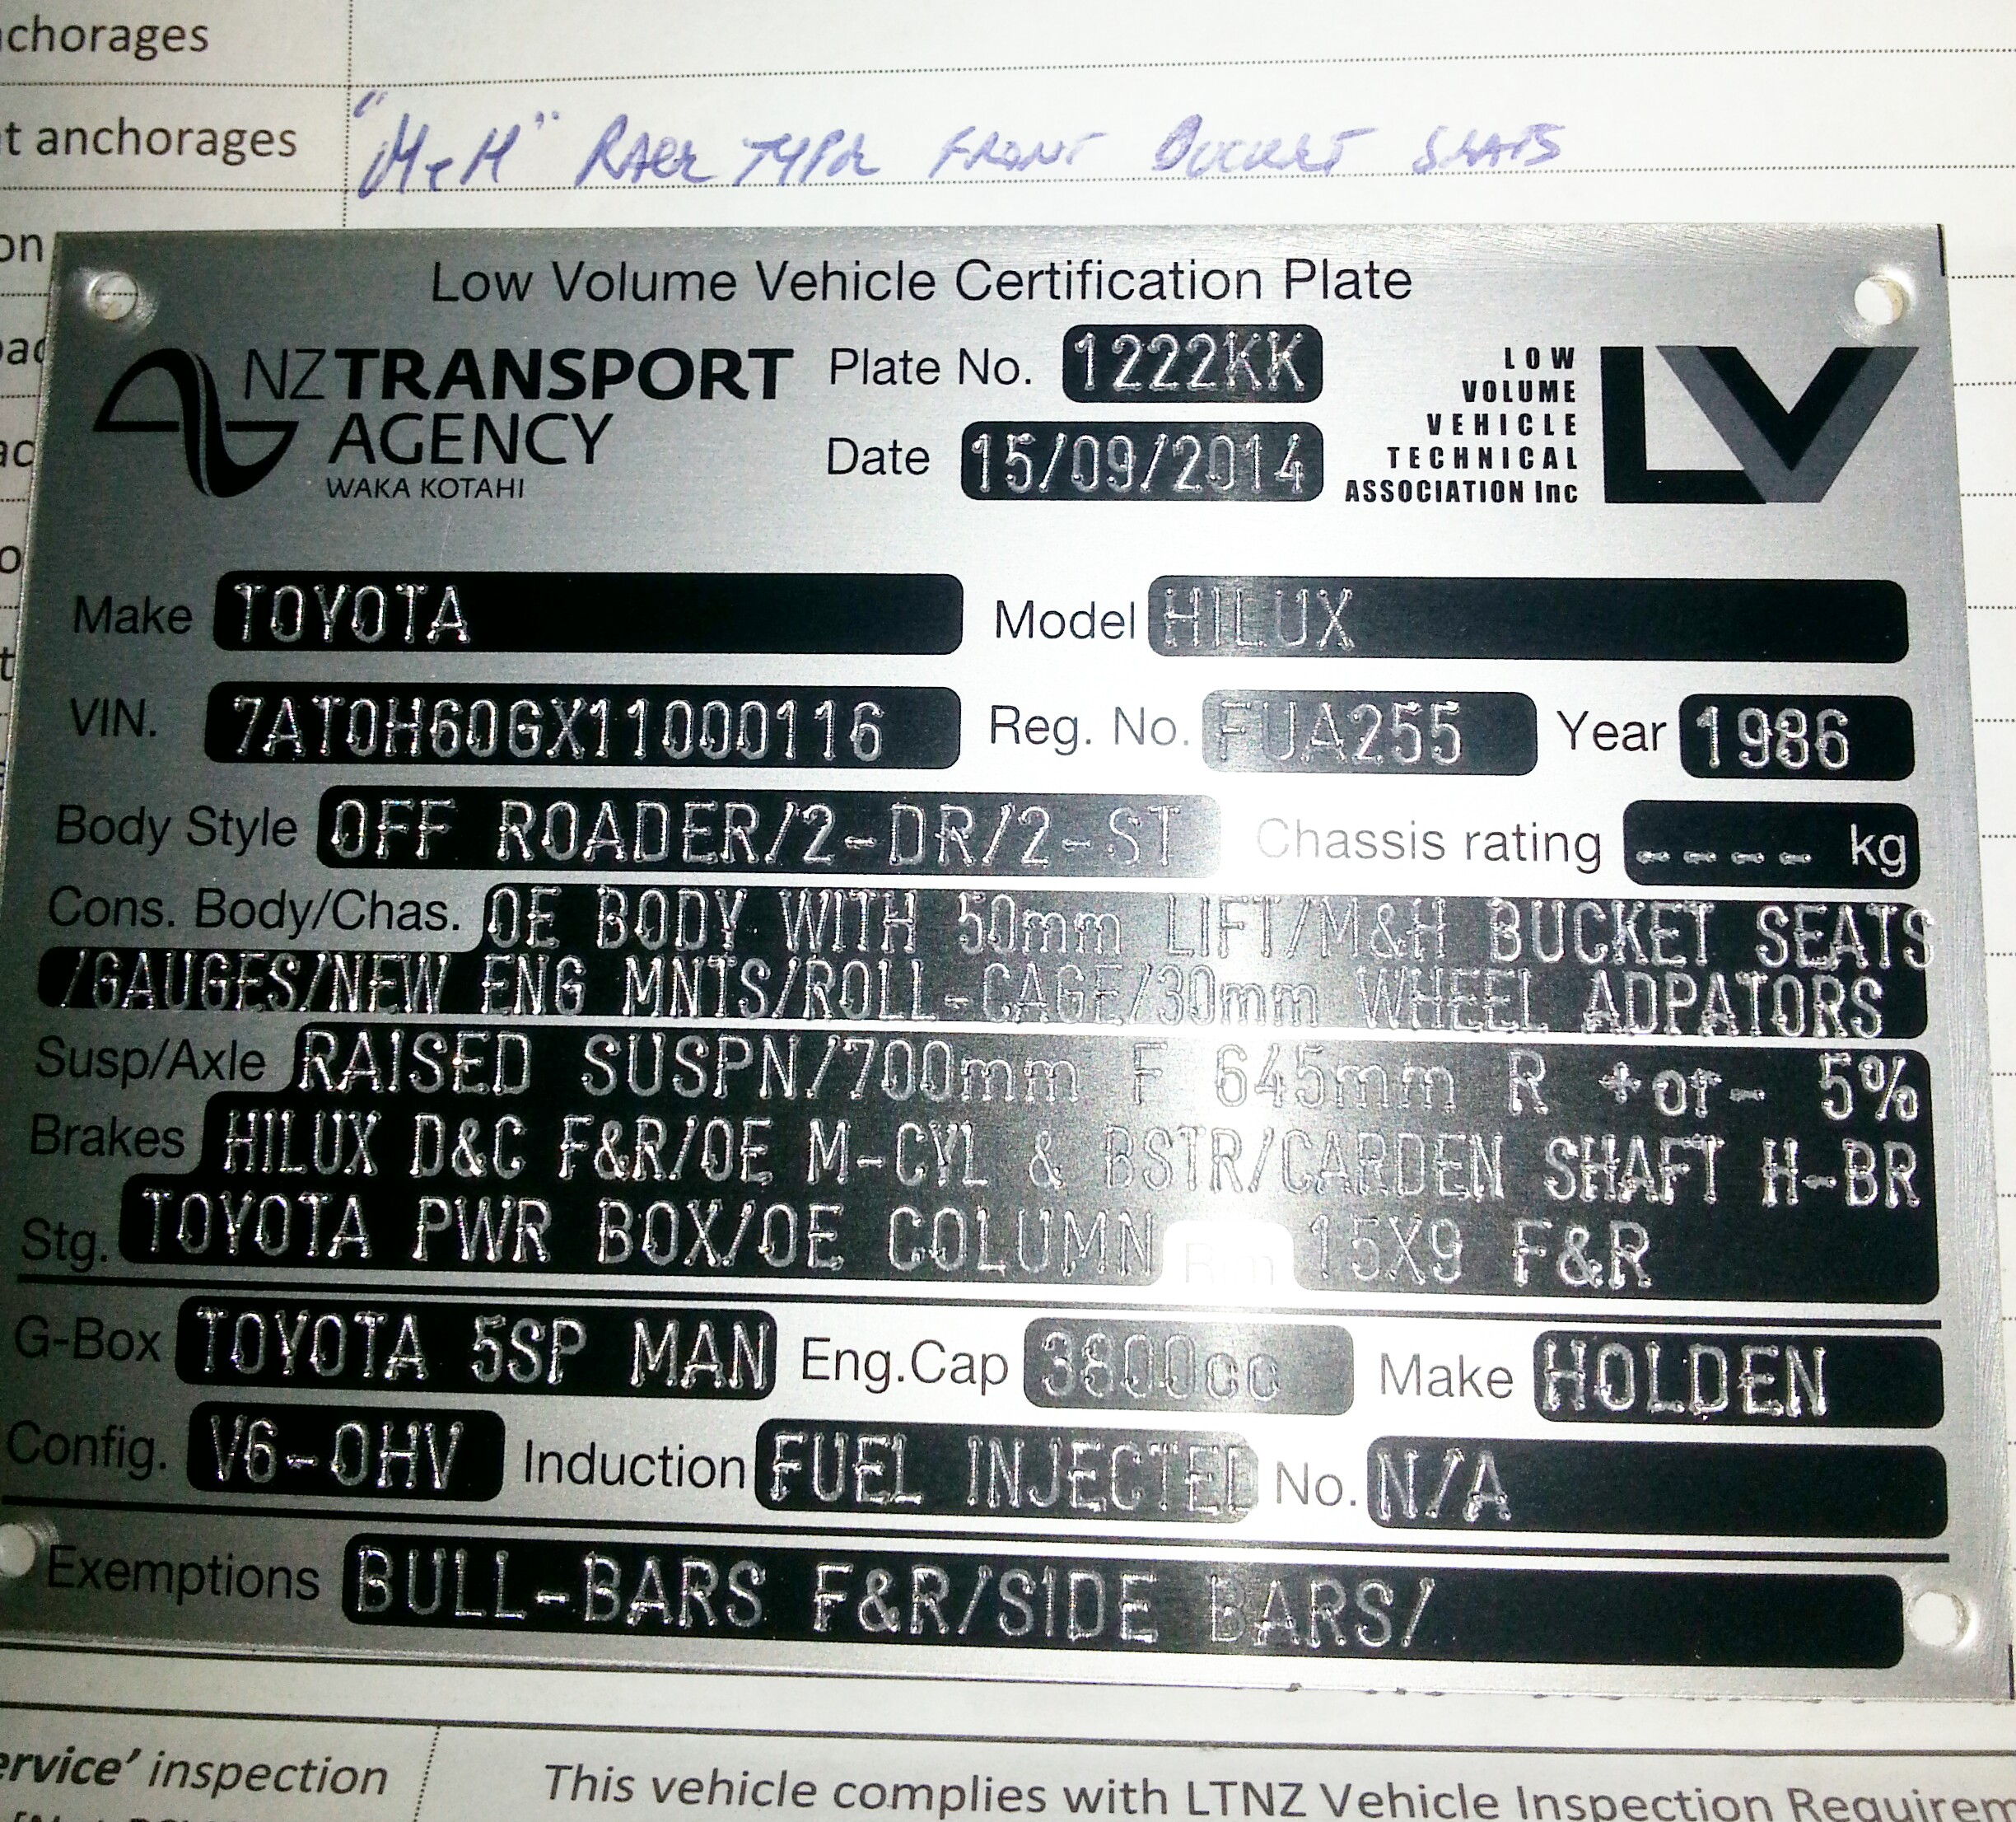 chorages
t anchorages "M&H" RACE TYPE FRONT BUCKET SEATS
on
Low Volume Vehicle Certification Plate
NZTRANSPORT
AGENCY
WAKA KOTAHI
Plate No. 1222KK
Date 15/09/2014
LOW
VOLUME
VEHICLE
TECHNICAL
ASSOCIATION Inc
LV
Make TOYOTA Model HILUX
VIN. 7AT0H60GX11000116 Reg. No. FUA255 Year 1986
Body Style OFF ROADER/2-DR/2-ST Chassis rating ---- kg
Cons. Body/Chas. OE BODY WITH 50mm LIFT/M&H BUCKET SEATS
/GAUGES/NEW ENG MNTS/ROLL-CAGE/30mm WHEEL ADPATORS
Susp/Axle RAISED SUSPN/700mm F 645mm R +or- 5%
Brakes HILUX D&C F&R/OE M-CYL & BSTR/CARDEN SHAFT H-BR
Stg. TOYOTA PWR BOX/OE COLUMN Rim 15X9 F&R
G-Box TOYOTA 5SP MAN Eng.Cap 3800cc Make HOLDEN
Config. V6-OHV Induction FUEL INJECTED No. N/A
Exemptions BULL-BARS F&R/SIDE BARS/
ervice' inspection
This vehicle complies with LTNZ Vehicle Inspection Requirem